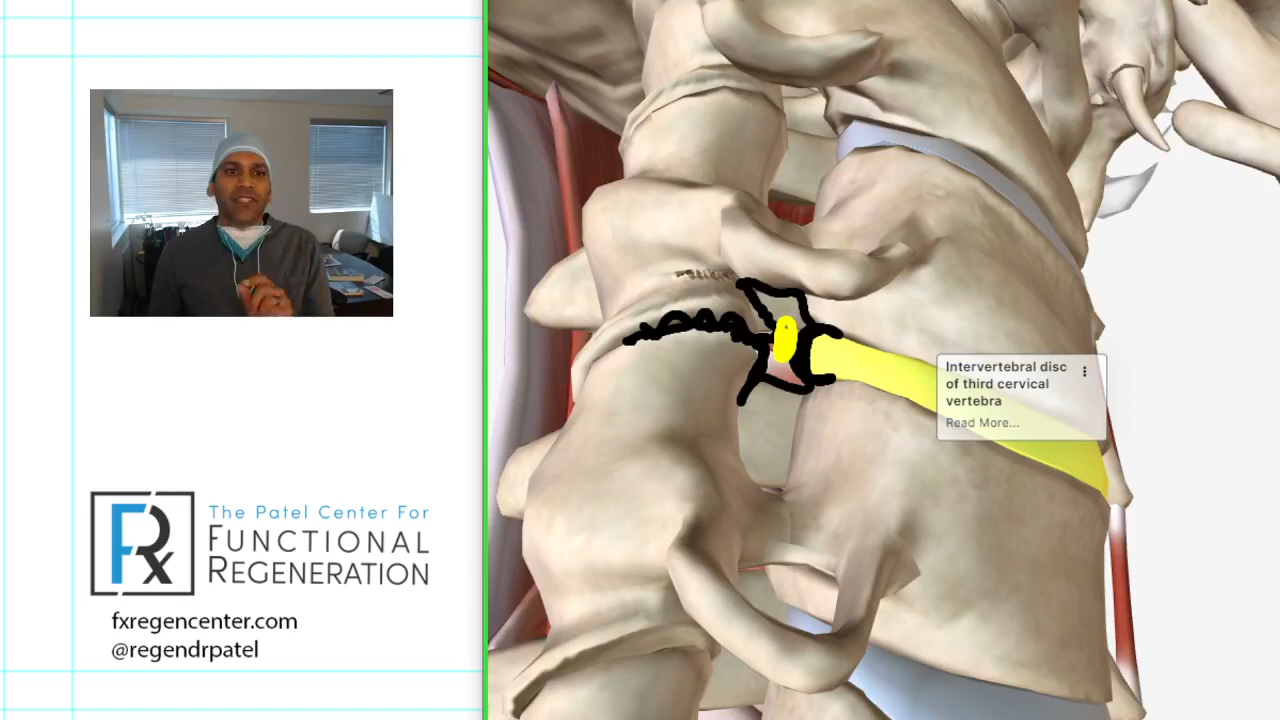 The Patel Center For
FUNCTIONAL
REGENERATION
FRx
fxregencenter.com
@regendrpatel
Intervertebral disc
of third cervical
vertebra
Read More...